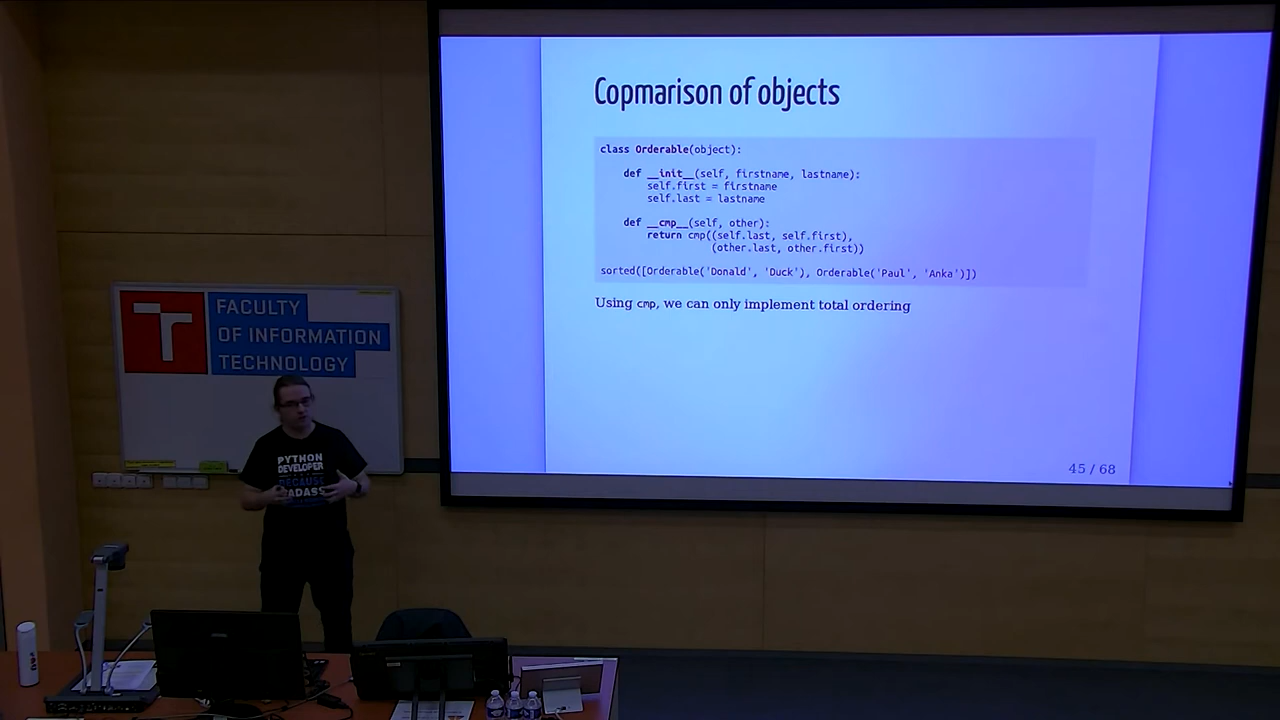 Copmarison of objects
class Orderable(object):
def __init__(self, firstname, lastname):
self.first = firstname
self.last = lastname
def __cmp__(self, other):
return cmp((self.last, self.first),
(other.last, other.first))
sorted([Orderable('Donald', 'Duck'), Orderable('Paul', 'Anka')])
Using cmp, we can only implement total ordering
45 / 68
FACULTY
OF INFORMATION
TECHNOLOGY
PYTHON
DEVELOPER
BECAUSE
BADASS